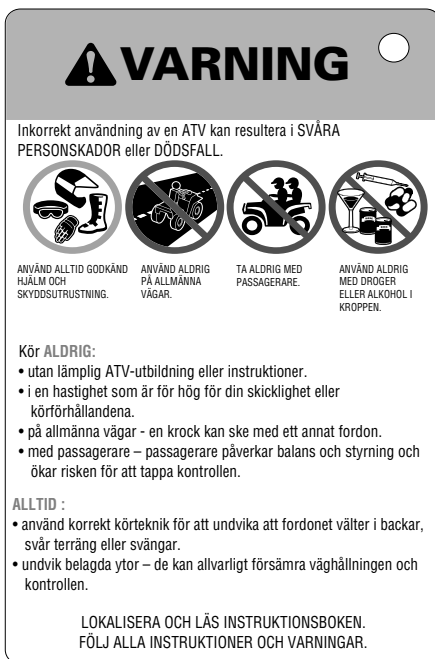 VARNING
Inkorrekt användning av en ATV kan resultera i SVÅRA
PERSONSKADOR eller DÖDSFALL.
ANVÄND ALLTID GODKÄND
HJÄLM OCH
SKYDDSUTRUSTNING.
ANVÄND ALDRIG
PÅ ALLMÄNNA
VÄGAR.
TA ALDRIG MED
PASSAGERARE.
ANVÄND ALDRIG
MED DROGER
ELLER ALKOHOL I
KROPPEN.
Kör ALDRIG:
• utan lämplig ATV-utbildning eller instruktioner.
• i en hastighet som är för hög för din skicklighet eller
körförhållandena.
• på allmänna vägar - en krock kan ske med ett annat fordon.
• med passagerare – passagerare påverkar balans och styrning och
ökar risken för att tappa kontrollen.
ALLTID :
• använd korrekt körteknik för att undvika att fordonet välter i backar,
svår terräng eller svängar.
• undvik belagda ytor – de kan allvarligt försämra väghållningen och
kontrollen.
LOKALISERA OCH LÄS INSTRUKTIONSBOKEN.
FÖLJ ALLA INSTRUKTIONER OCH VARNINGAR.